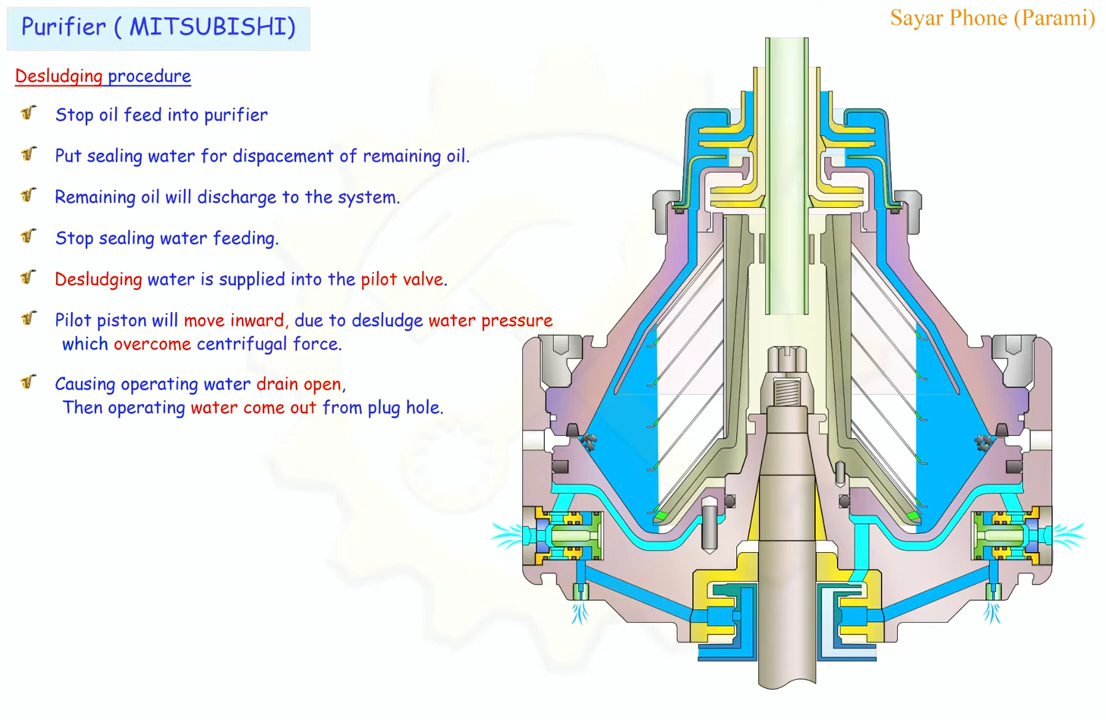 Purifier ( MITSUBISHI)
Sayar Phone (Parami)
Desludging procedure
Stop oil feed into purifier
Put sealing water for dispacement of remaining oil.
Remaining oil will discharge to the system.
Stop sealing water feeding.
Desludging water is supplied into the pilot valve.
Pilot piston will move inward, due to desludge water pressure
which overcome centrifugal force.
Causing operating water drain open,
Then operating water come out from plug hole.